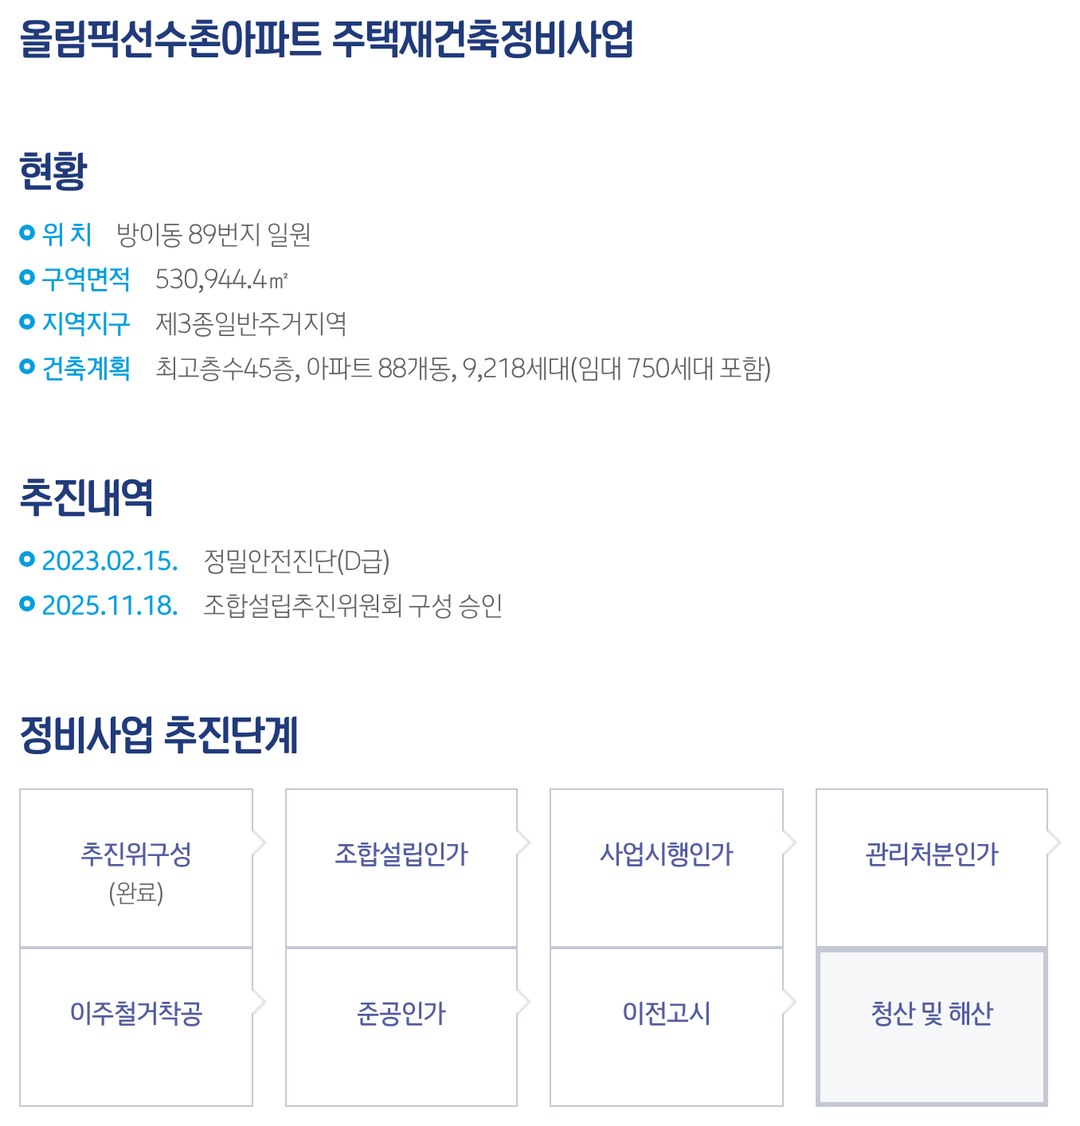 올림픽선수촌아파트 주택재건축정비사업
현황
위 치 방이동 89번지 일원
구역면적 530,944.4㎡
지역지구 제3종일반주거지역
건축계획 최고층수45층, 아파트 88개동, 9,218세대(임대 750세대 포함)
추진내역
2023.02.15. 정밀안전진단(D급)
2025.11.18. 조합설립추진위원회 구성 승인
정비사업 추진단계
추진위구성
(완료)
조합설립인가
사업시행인가
관리처분인가
이주철거착공
준공인가
이전고시
청산 및 해산